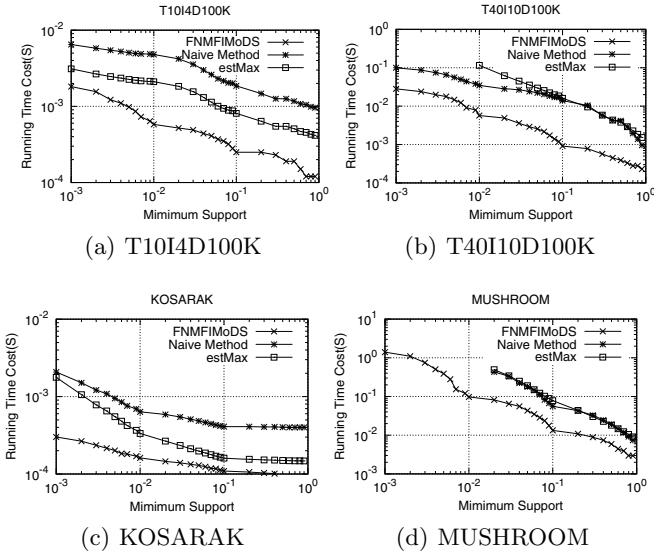 T10I4D100K
Running Time Cost(S)
10^-2
10^-3
10^-4
FNMFIMoDS
Naive Method
estMax
10^-3 10^-2 10^-1 10^0
Mimimum Support
(a) T10I4D100K
T40I10D100K
Running Time Cost(S)
10^0
10^-1
10^-2
10^-3
10^-4
FNMFIMoDS
Naive Method
estMax
10^-3 10^-2 10^-1 10^0
Mimimum Support
(b) T40I10D100K
KOSARAK
Running Time Cost(S)
10^-2
10^-3
10^-4
FNMFIMoDS
Naive Method
estMax
10^-3 10^-2 10^-1 10^0
Minimum Support
(c) KOSARAK
MUSHROOM
Running Time Cost(S)
10^2
10^1
10^0
10^-1
10^-2
10^-3
FNMFIMoDS
Naive Method
estMax
10^-3 10^-2 10^-1 10^0
Minimum Support
(d) MUSHROOM